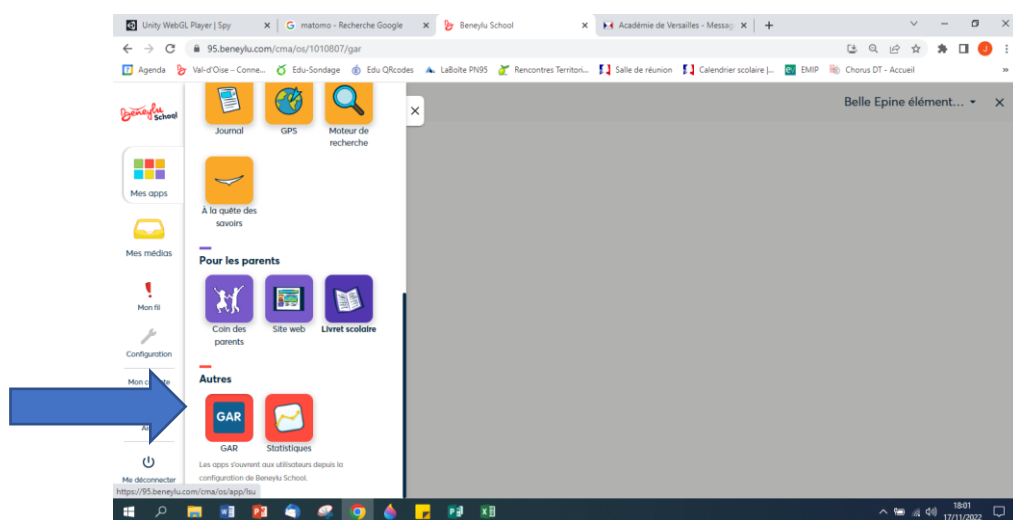 Unity WebGL Player | Spy
matomo - Recherche Google
Beneylu School
Académie de Versailles - Messag
95.beneylu.com/cma/os/1010807/gar
Agenda
Val-d'Oise – Conne...
Edu-Sondage
Edu QRcodes
LaBoite PN95
Rencontres Territori...
Salle de réunion
Calendrier scolaire |...
EMIP
Chorus DT - Accueil
»
Beneylu School
Belle Epine élément...
Journal
GPS
Moteur de
recherche
Mes apps
À la quête des
savoirs
Mes médias
Pour les parents
Mon fil
Coin des
parents
Site web
Livret scolaire
Configuration
Autres
GAR
GAR
Statistiques
Les apps s'ouvrent aux utilisateurs depuis la
configuration de Beneylu School.
Me déconnecter
https://95.beneylu.com/cma/os/app/lsu
18:01
17/11/2022